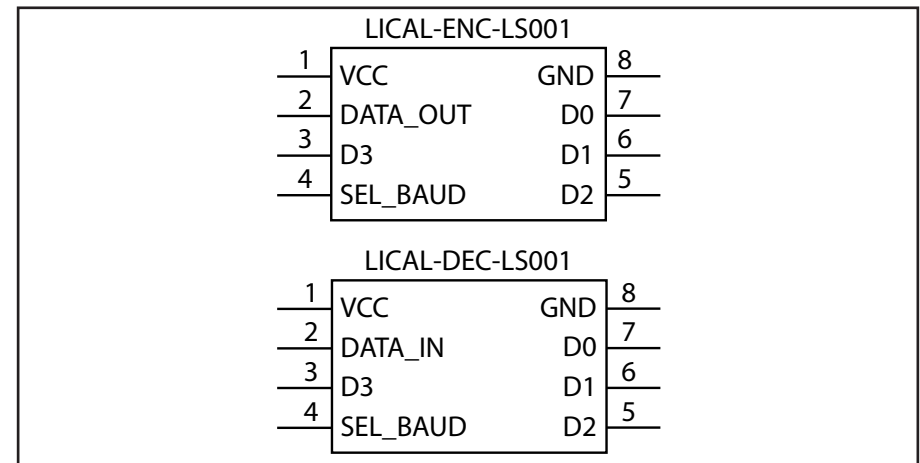 LICAL-ENC-LS001
1 VCC GND 8
2 DATA_OUT D0 7
3 D3 D1 6
4 SEL_BAUD D2 5
LICAL-DEC-LS001
1 VCC GND 8
2 DATA_IN D0 7
3 D3 D1 6
4 SEL_BAUD D2 5